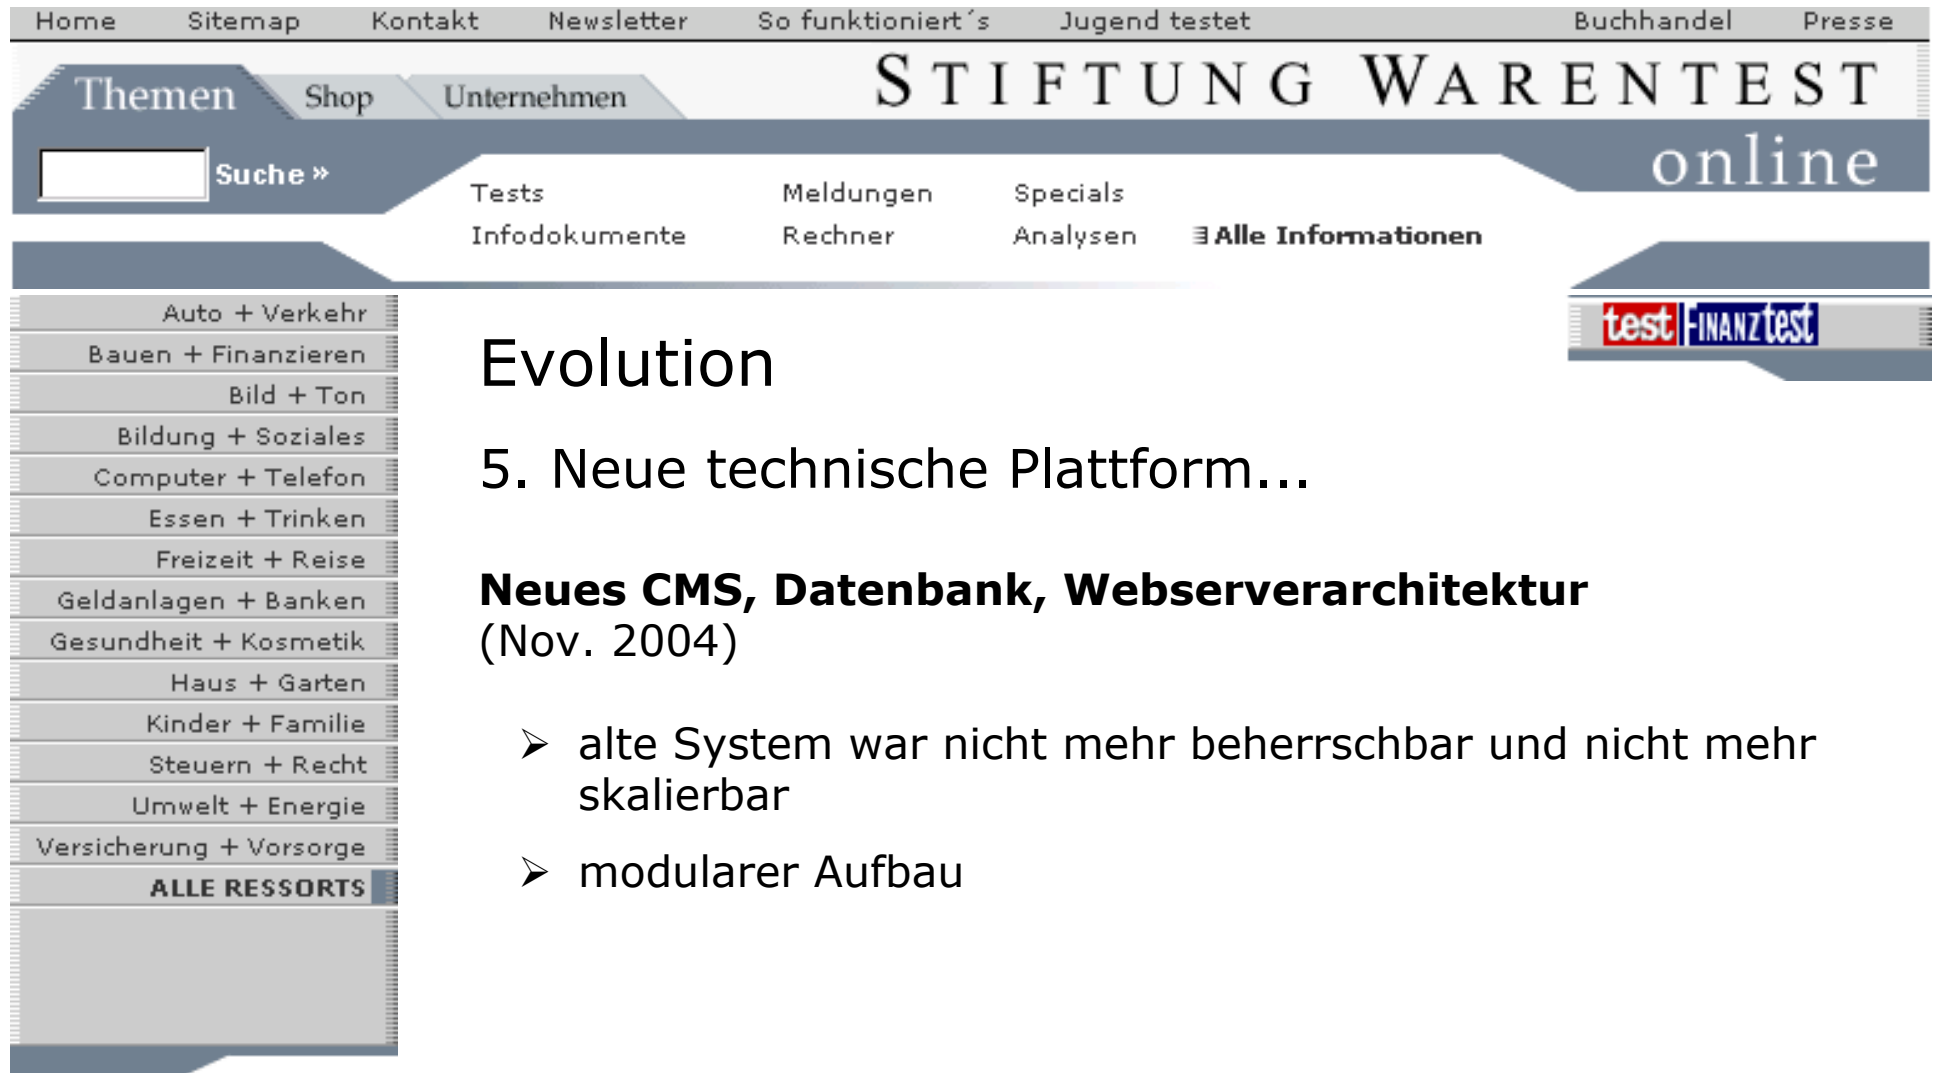 Home Sitemap Kontakt Newsletter So funktioniert´s Jugend testet Buchhandel Presse
Themen Shop Unternehmen STIFTUNG WARENTEST
online
Suche »
Tests Meldungen Specials
Infodokumente Rechner Analysen Alle Informationen
test FINANZtest
Auto + Verkehr
Bauen + Finanzieren
Bild + Ton
Bildung + Soziales
Computer + Telefon
Essen + Trinken
Freizeit + Reise
Geldanlagen + Banken
Gesundheit + Kosmetik
Haus + Garten
Kinder + Familie
Steuern + Recht
Umwelt + Energie
Versicherung + Vorsorge
ALLE RESSORTS
Evolution
5. Neue technische Plattform...
Neues CMS, Datenbank, Webserverarchitektur
(Nov. 2004)
➢ alte System war nicht mehr beherrschbar und nicht mehr
skalierbar
➢ modularer Aufbau